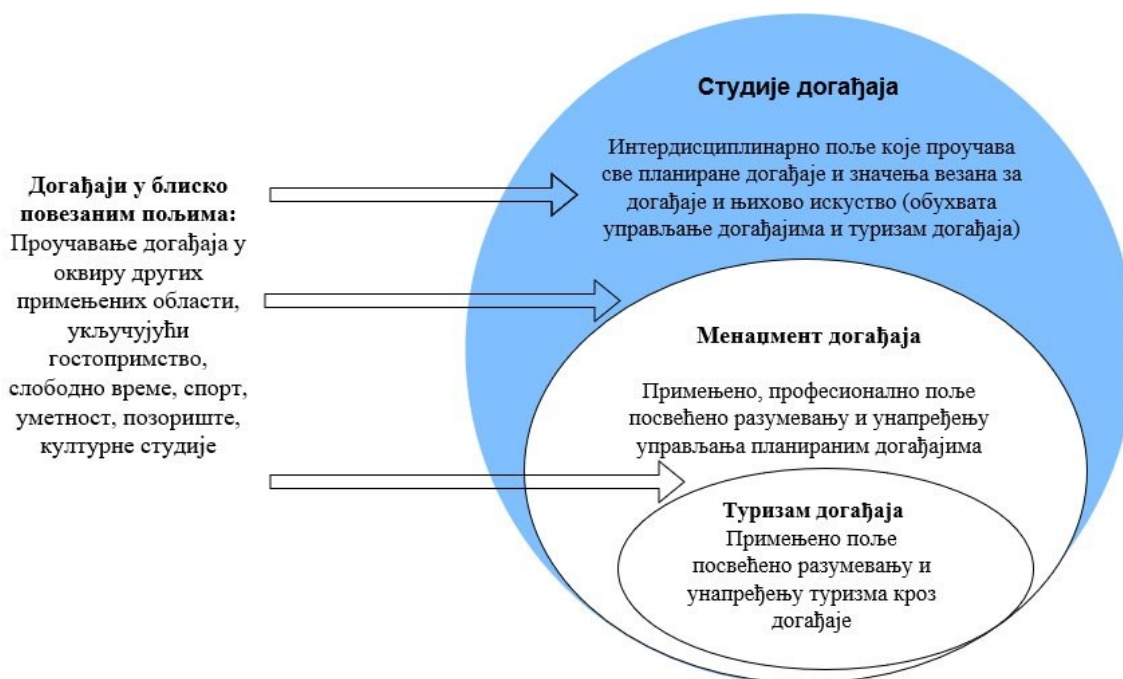 Догађаји у блиско
повезаним пољима:
Проучавање догађаја у
оквиру других
примењених области,
укључујући
гостопримство,
слободно време, спорт,
уметност, позориште,
културне студије
Студије догађаја
Интердисциплинарно поље које проучава
све планиране догађаје и значења везана за
догађаје и њихово искуство (обухвата
управљање догађајима и туризам догађаја)
Менаџмент догађаја
Примењено, професионално поље
посвећено разумевању и унапређењу
управљања планираним догађајима
Туризам догађаја
Примењено поље
посвећено разумевању и
унапређењу туризма кроз
догађаје